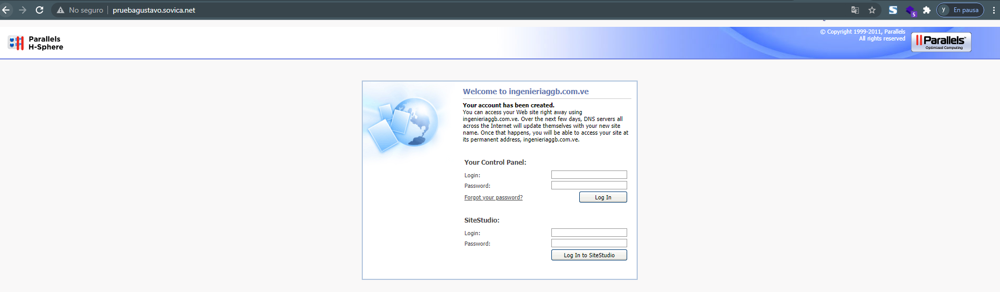 No seguro
pruebagustavo.sovica.net
5
y
En pausa
Parallels
H-Sphere
© Copyright 1999-2011, Parallels
All rights reserved
Parallels™
Optimized Computing
Welcome to ingenieriaggb.com.ve
Your account has been created.
You can access your Web site right away using
ingenieriaggb.com.ve. Over the next few days, DNS servers all
across the Internet will update themselves with your new site
name. Once that happens, you will be able to access your site at
its permanent address, ingenieriaggb.com.ve.
Your Control Panel:
Login:
Password:
Forgot your password?
Log In
SiteStudio:
Login:
Password:
Log In to SiteStudio